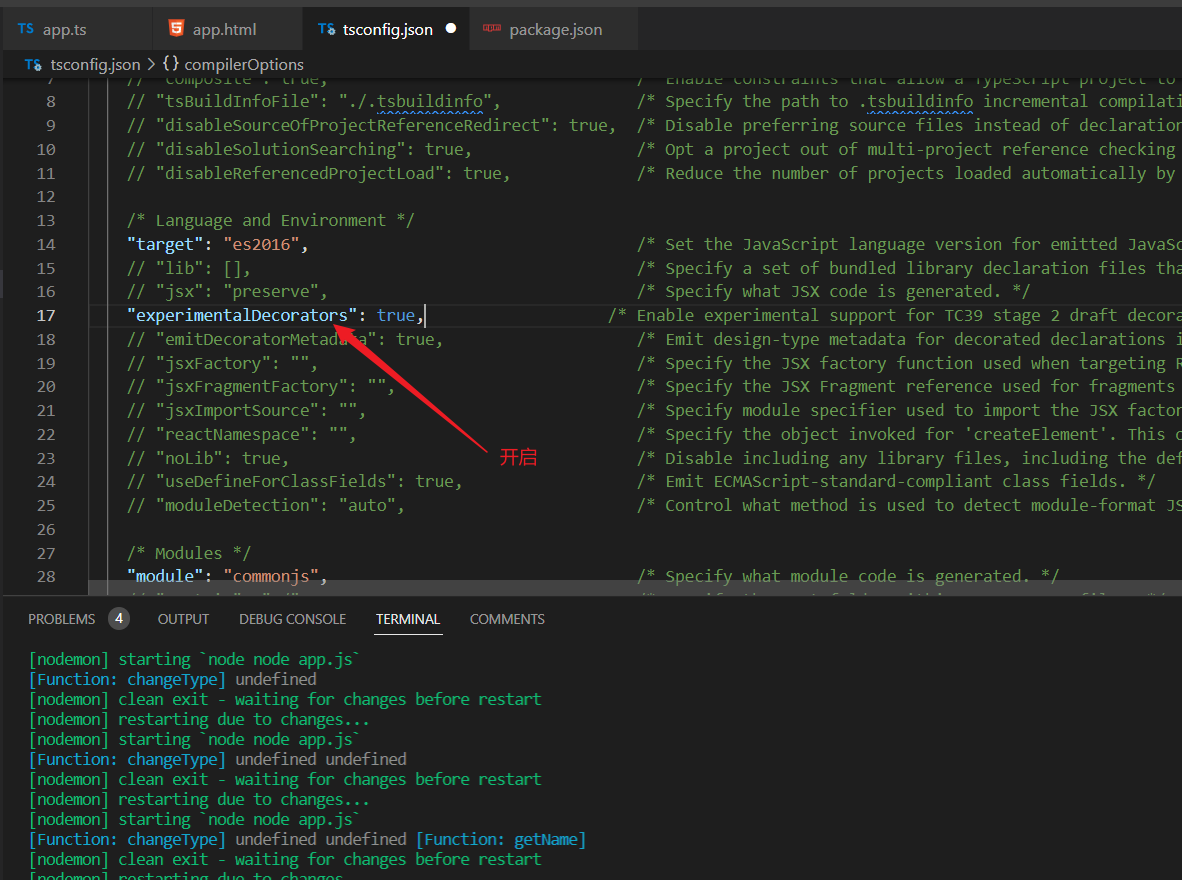 TS app.ts
app.html
TS tsconfig.json
npm package.json
TS tsconfig.json > {} compilerOptions
7 // "composite": true, /* Enable constraints that allow a TypeScript project to
8 // "tsBuildInfoFile": "./.tsbuildinfo", /* Specify the path to .tsbuildinfo incremental compilati
9 // "disableSourceOfProjectReferenceRedirect": true, /* Disable preferring source files instead of declaration
10 // "disableSolutionSearching": true, /* Opt a project out of multi-project reference checking
11 // "disableReferencedProjectLoad": true, /* Reduce the number of projects loaded automatically by
12
13 /* Language and Environment */
14 "target": "es2016", /* Set the JavaScript language version for emitted JavaSc
15 // "lib": [], /* Specify a set of bundled library declaration files tha
16 // "jsx": "preserve", /* Specify what JSX code is generated. */
17 "experimentalDecorators": true, /* Enable experimental support for TC39 stage 2 draft decora
18 // "emitDecoratorMetadata": true, /* Emit design-type metadata for decorated declarations i
19 // "jsxFactory": "", /* Specify the JSX factory function used when targeting R
20 // "jsxFragmentFactory": "", /* Specify the JSX Fragment reference used for fragments
21 // "jsxImportSource": "", /* Specify module specifier used to import the JSX factor
22 // "reactNamespace": "", /* Specify the object invoked for 'createElement'. This o
开启
23 // "noLib": true, /* Disable including any library files, including the def
24 // "useDefineForClassFields": true, /* Emit ECMAScript-standard-compliant class fields. */
25 // "moduleDetection": "auto", /* Control what method is used to detect module-format JS
26
27 /* Modules */
28 "module": "commonjs", /* Specify what module code is generated. */
PROBLEMS 4 OUTPUT DEBUG CONSOLE TERMINAL COMMENTS
[nodemon] starting `node node app.js`
[Function: changeType] undefined
[nodemon] clean exit - waiting for changes before restart
[nodemon] restarting due to changes...
[nodemon] starting `node node app.js`
[Function: changeType] undefined undefined
[nodemon] clean exit - waiting for changes before restart
[nodemon] restarting due to changes...
[nodemon] starting `node node app.js`
[Function: changeType] undefined undefined [Function: getName]
[nodemon] clean exit - waiting for changes before restart
[nodemon] restarting due to changes...